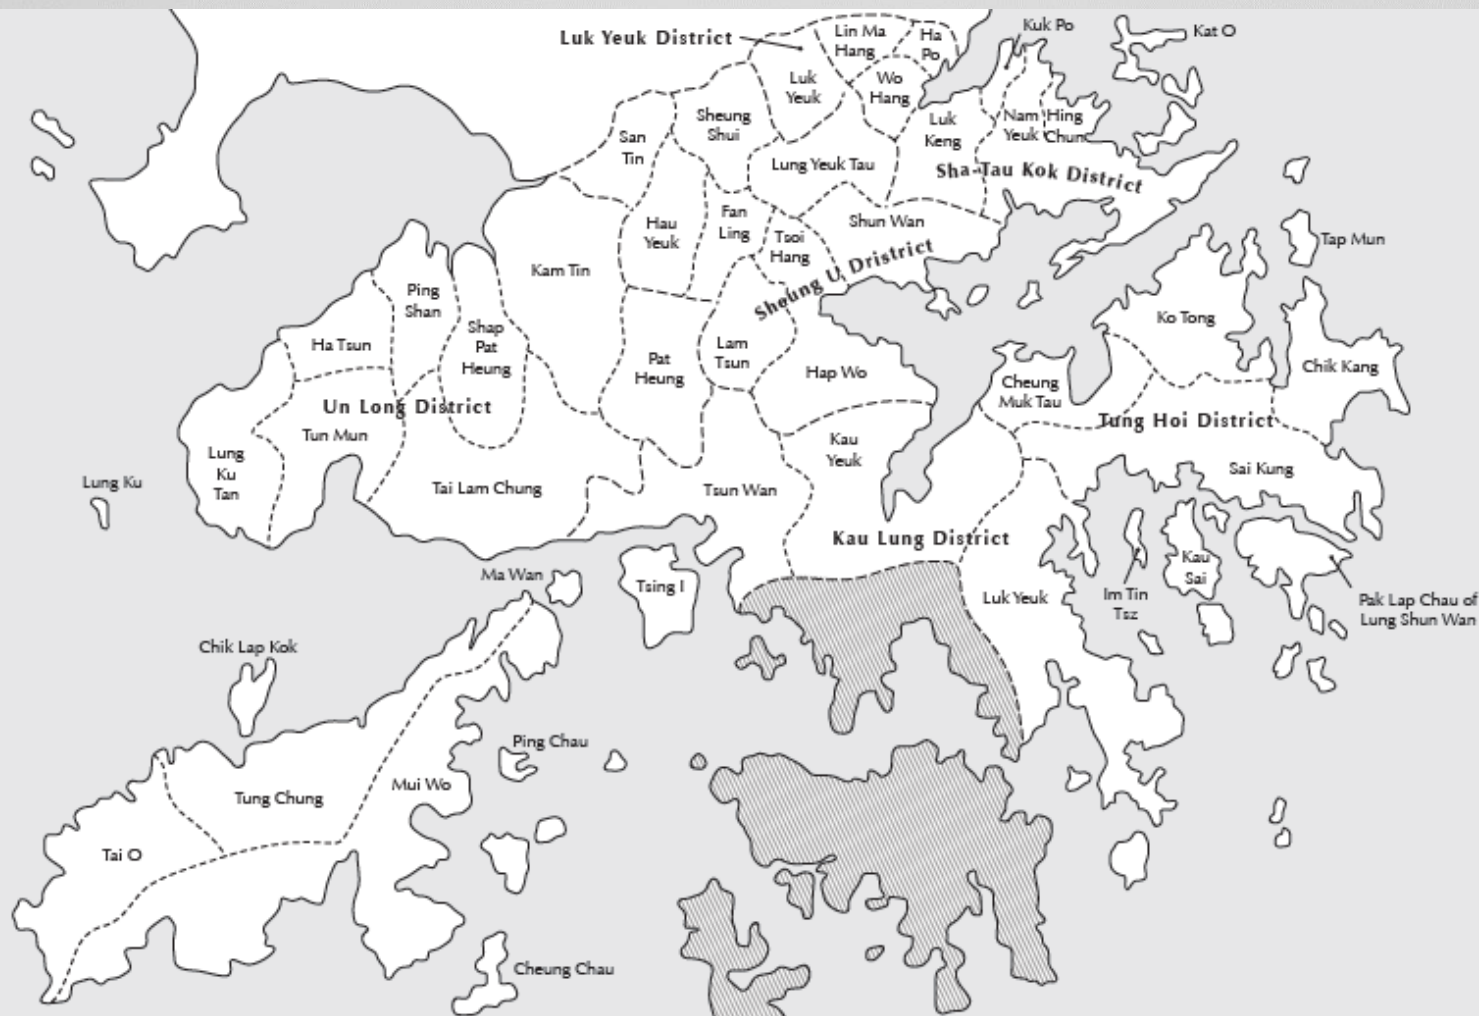 Luk Yeuk District
Lin Ma
Hang
Ha
Po
Kuk Po
Kat O
Luk
Yeuk
Wo
Hang
Sheung
Shui
San
Tin
Luk
Keng
Nam
Yeuk
Hing
Chun
Lung Yeuk Tau
Sha Tau Kok District
Hau
Yeuk
Fan
Ling
Tsoi
Hang
Shun Wan
Sheung U Dristrict
Tap Mun
Kam Tin
Ping
Shan
Ha Tsun
Shap
Pat
Heung
Pat
Heung
Lam
Tsun
Hap Wo
Ko Tong
Chik Kang
Cheung
Muk Tau
Un Long District
Tun Mun
Tung Hoi District
Lung
Ku
Tan
Lung Ku
Tai Lam Chung
Tsun Wan
Kau
Yeuk
Sai Kung
Kau Lung District
Ma Wan
Tsing I
Luk Yeuk
Im Tin
Tsz
Kau
Sai
Pak Lap Chau of
Lung Shun Wan
Chik Lap Kok
Ping Chau
Tung Chung
Mui Wo
Tai O
Cheung Chau